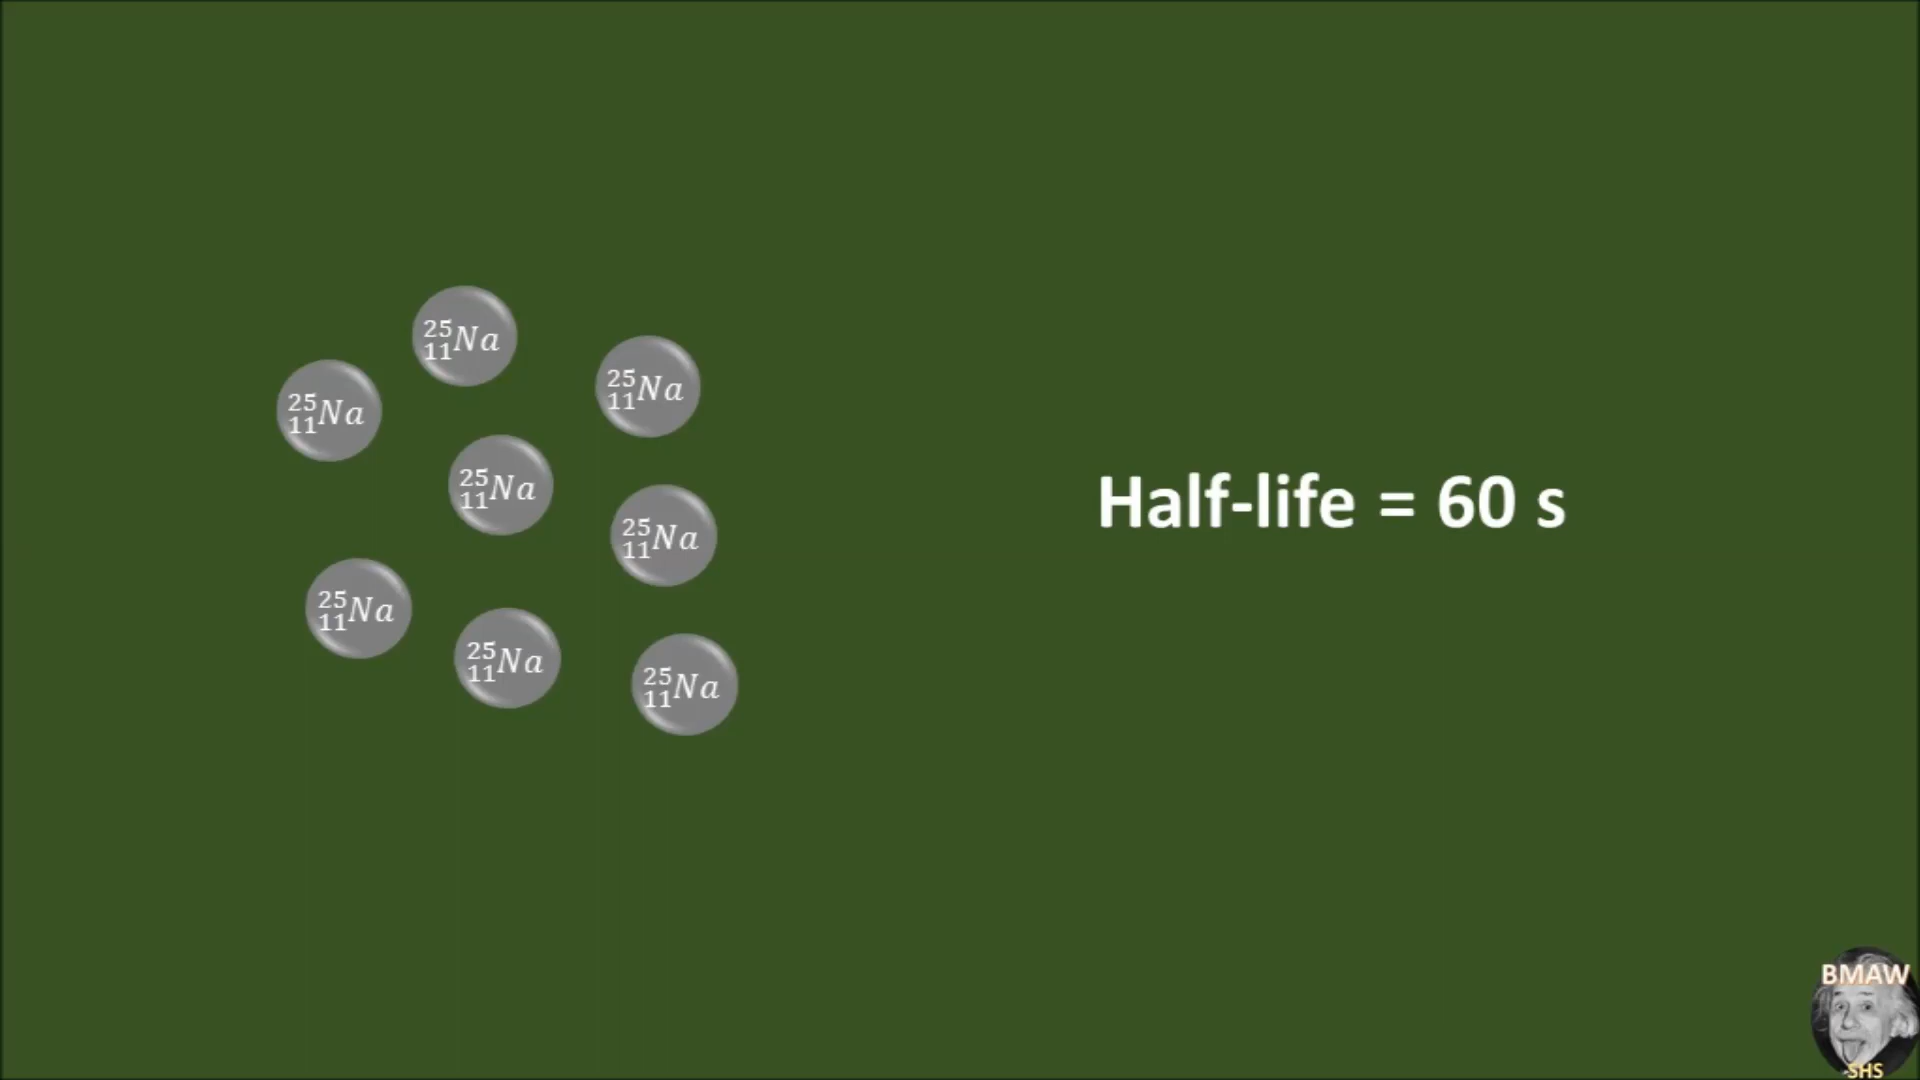 ²⁵₁₁Na
²⁵₁₁Na
²⁵₁₁Na
²⁵₁₁Na
²⁵₁₁Na
²⁵₁₁Na
²⁵₁₁Na
²⁵₁₁Na
Half-life = 60 s
BMAW
SHS